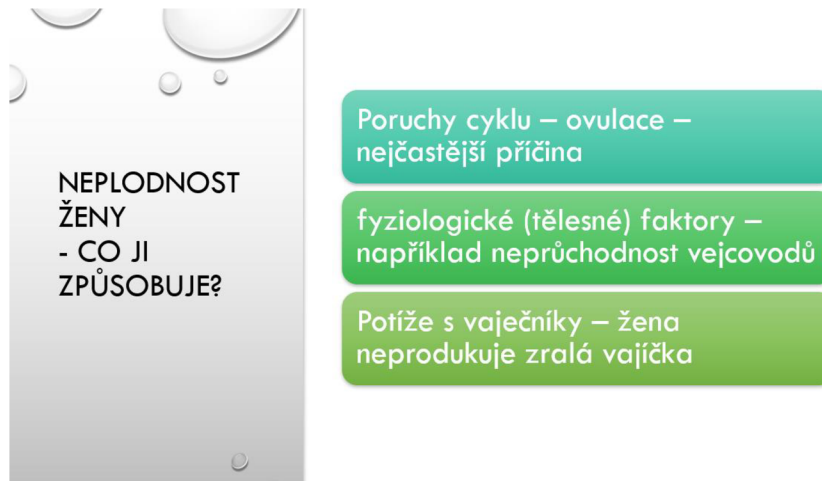 NEPLODNOST
ŽENY
- CO JI
ZPŮSOBUJE?
Poruchy cyklu – ovulace –
nejčastější příčina
fyziologické (tělesné) faktory –
například neprůchodnost vejcovodů
Potíže s vaječníky – žena
neprodukuje zralá vajíčka